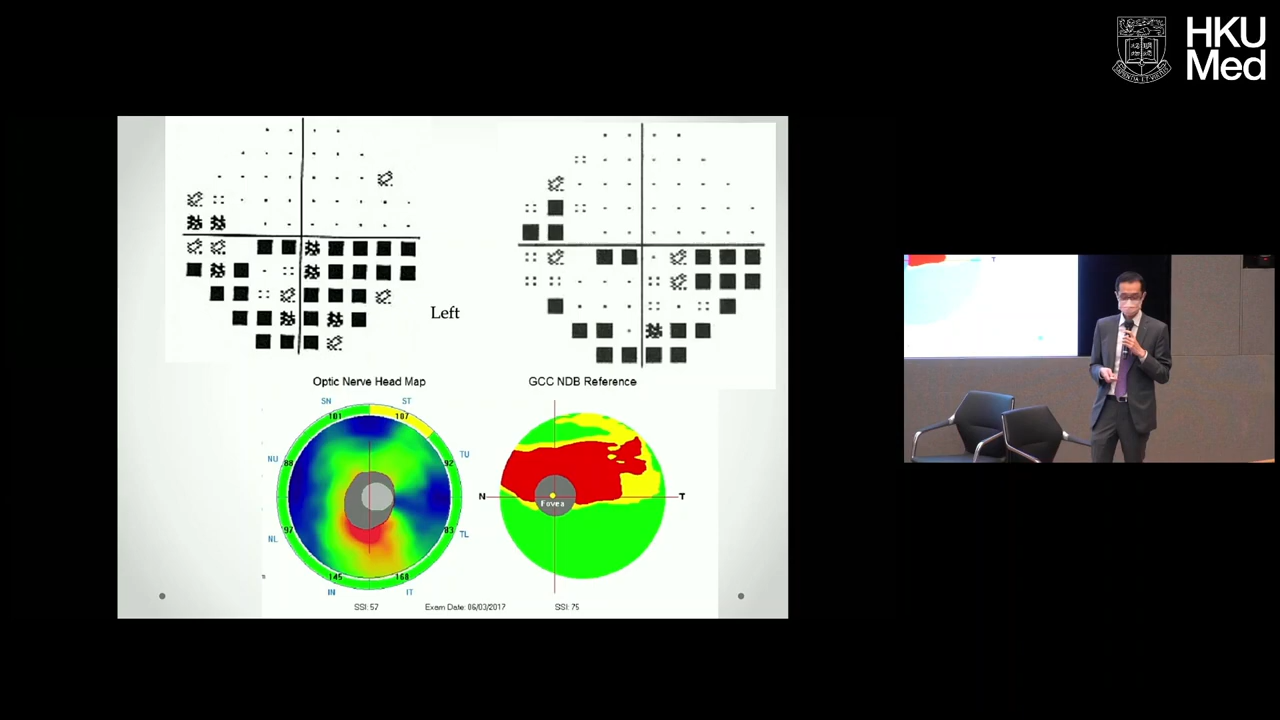 HKU
Med
Left
Optic Nerve Head Map
GCC NDB Reference
SN
ST
101
107
NU
88
TU
92
N
T
Fovea
97
NL
83
TL
145
168
IN
IT
SSI: 57
Exam Date: 06/03/2017
SSI: 75
T